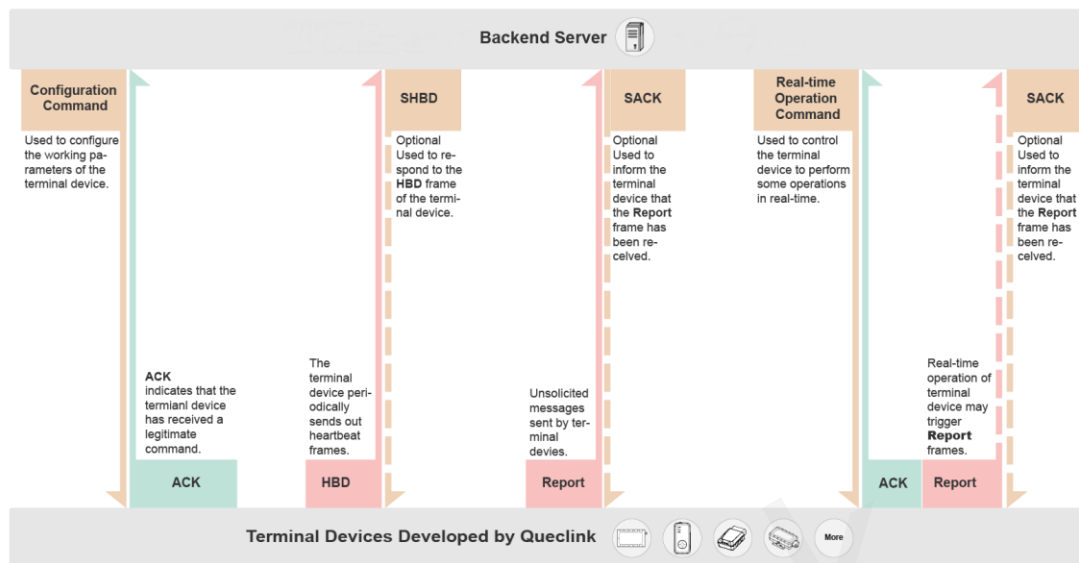 Backend Server
Configuration
Command
Used to configure
the working pa-
rameters of the
terminal device.
ACK
indicates that the
termianl device
has received a
legitimate
command.
ACK
The
terminal
device peri-
odically
sends out
heartbeat
frames.
HBD
SHBD
Optional
Used to re-
spond to the
HBD frame
of the termi-
nal device.
Unsolicited
messages
sent by ter-
minal
devies.
Report
SACK
Optional
Used to
inform the
terminal
device that
the Report
frame has
been re-
celved.
Real-time
Operation
Command
Used to control
the terminal
device to perform
some operations
in real-time.
ACK
Real-time
operation of
terminal
device may
trigger
Report
frames.
Report
SACK
Optional
Used to
inform the
terminal
device that
the Report
frame has
been re-
celved.
Terminal Devices Developed by Queclink
More